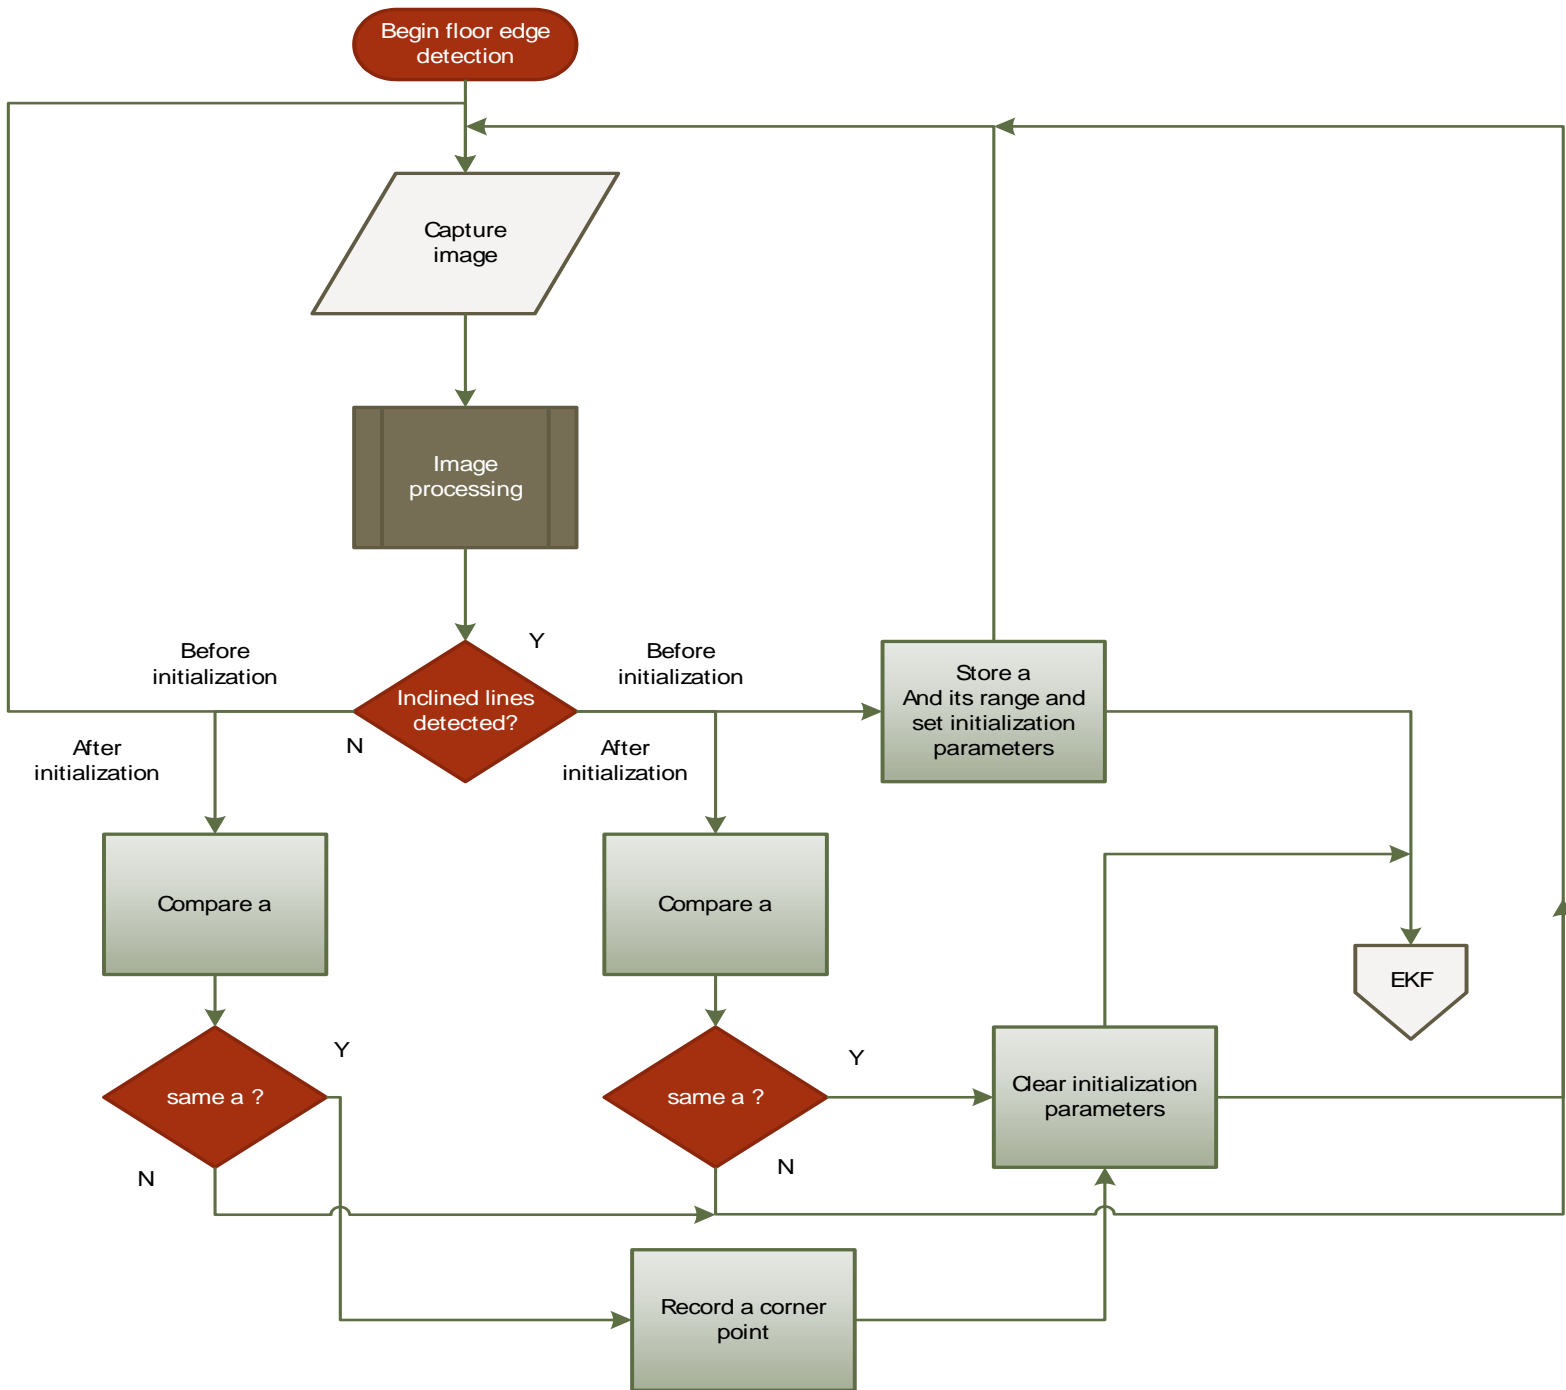 Begin floor edge
detection
Capture
image
Image
processing
Y
Before
initialization
Inclined lines
detected?
Before
initialization
Store a
And its range and
set initialization
parameters
N
After
initialization
After
initialization
Compare a
Compare a
EKF
Y
same a ?
Y
same a ?
Clear initialization
parameters
N
N
Record a corner
point